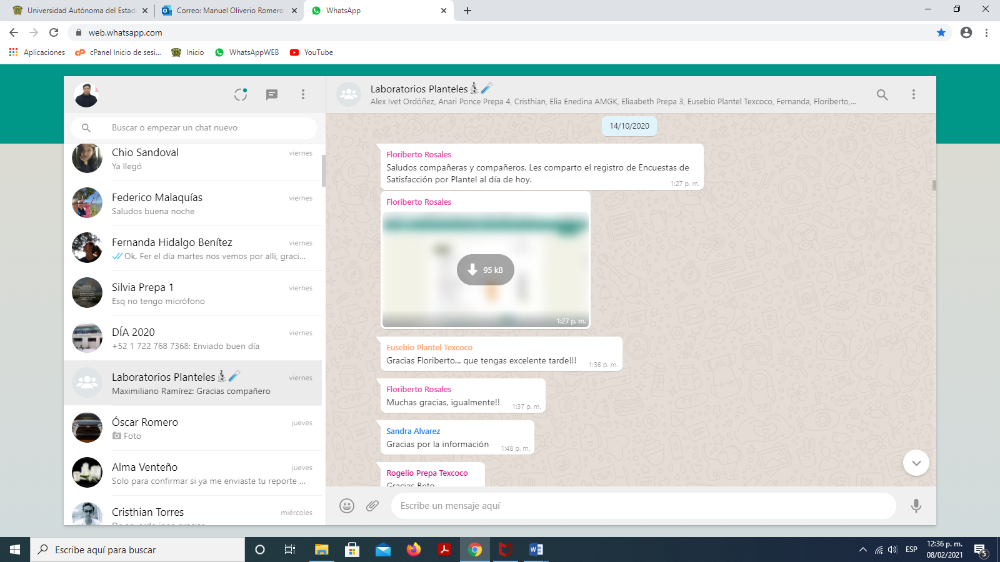 Universidad Autónoma del Estad
Correo: Manuel Oliverio Romero
WhatsApp
web.whatsapp.com
Aplicaciones
cPanel Inicio de sesi...
Inicio
WhatsAppWEB
YouTube
Buscar o empezar un chat nuevo
Chio Sandoval
viernes
Ya llegó
Federico Malaquías
viernes
Saludos buena noche
Fernanda Hidalgo Benítez
viernes
Ok, Fer el día martes nos vemos por alli, graci...
Silvia Prepa 1
viernes
Esq no tengo micrófono
DÍA 2020
viernes
+52 1 722 768 7368: Enviado buen día
Laboratorios Planteles
viernes
Maximiliano Ramírez: Gracias compañero
Óscar Romero
jueves
Foto
Alma Venteño
jueves
Solo para confirmar si ya me enviaste tu reporte ...
Cristhian Torres
miércoles
Laboratorios Planteles
Alex Ivet Ordóñez, Anari Ponce Prepa 4, Cristhian, Elia Enedina AMGK, Eliaabeth Prepa 3, Eusebio Plantel Texcoco, Fernanda, Floriberto,...
14/10/2020
Floriberto Rosales
Saludos compañeras y compañeros. Les comparto el registro de Encuestas de
Satisfacción por Plantel al día de hoy.
1:27 p. m.
Floriberto Rosales
95 kB
1:27 p. m.
Eusebio Plantel Texcoco
Gracias Floriberto... que tengas excelente tarde!!!
1:36 p. m.
Floriberto Rosales
Muchas gracias, igualmente!!
1:37 p. m.
Sandra Alvarez
Gracias por la información
1:48 p. m.
Rogelio Prepa Texcoco
Gracias Beto
Escribe un mensaje aquí
Escribe aquí para buscar
ESP
12:36 p. m.
08/02/2021
5